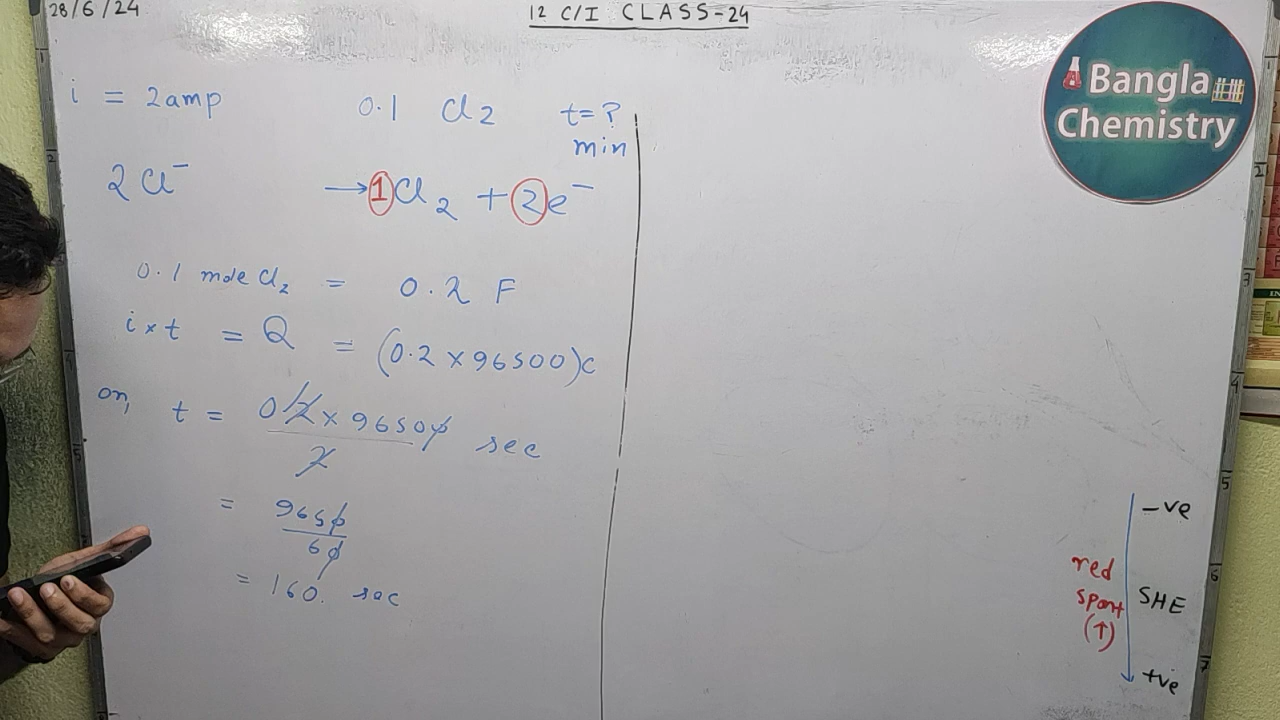 28/6/24
12 C/I CLASS-24
Bangla
Chemistry
i = 2amp 0.1 Cl₂ t=?
min
2Cl⁻ → 1Cl₂ + 2e⁻
0.1 mole Cl₂ = 0.2 F
i×t = Q = (0.2 × 96500)C
or, t = 0.2 × 96500 sec
2
= 9650
60
= 160. sec
-ve
red
spont SHE
(↑)
+ve